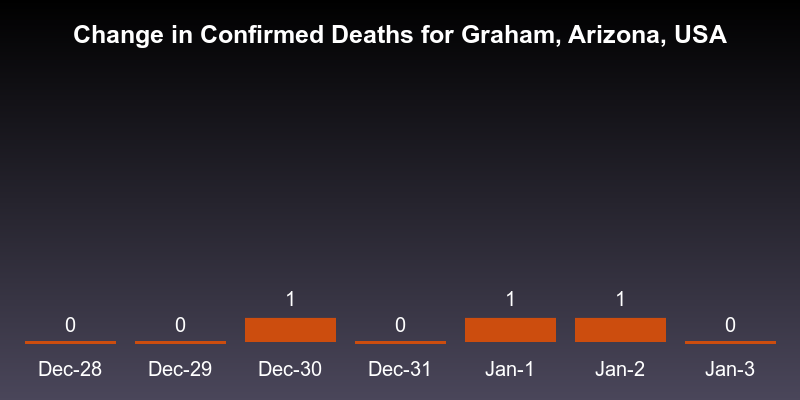 Change in Confirmed Deaths for Graham, Arizona, USA
1 1 1
0 0 0 0
Dec-28 Dec-29 Dec-30 Dec-31 Jan-1 Jan-2 Jan-3